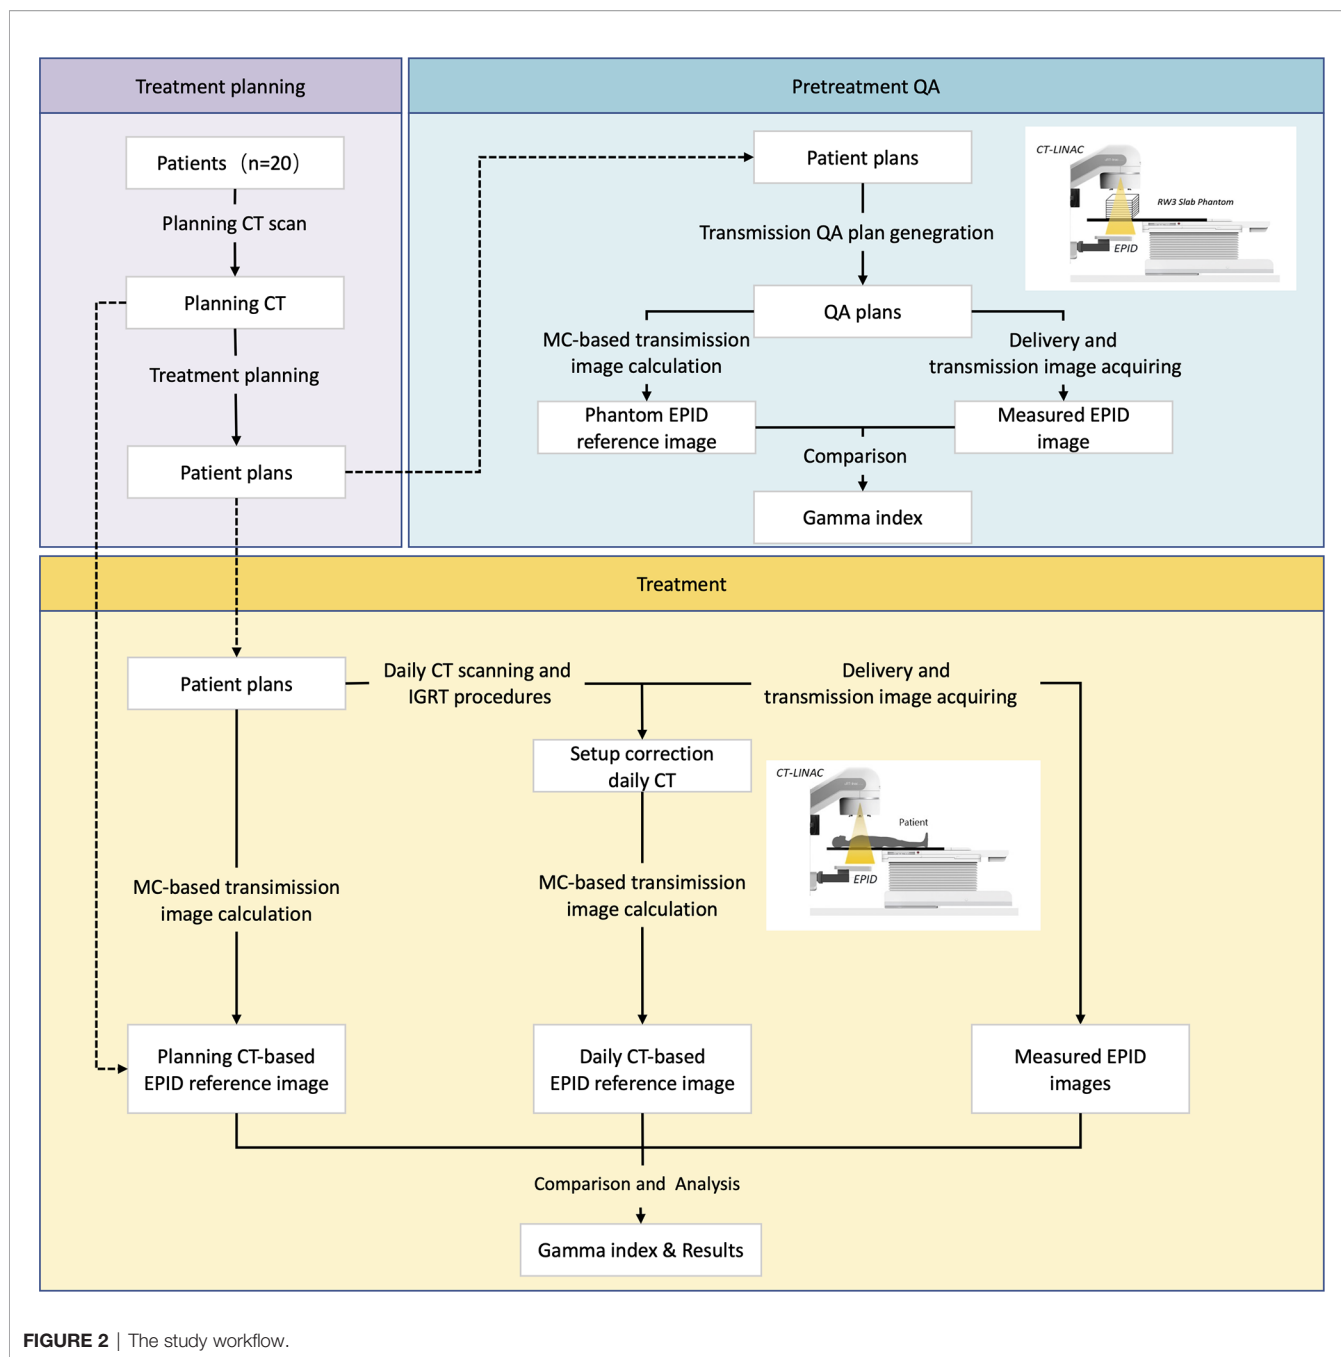 Treatment planning
Patients（n=20）
Planning CT scan
Planning CT
Treatment planning
Patient plans
Pretreatment QA
Patient plans
Transmission QA plan genegration
QA plans
MC-based transimission
image calculation
Delivery and
transmission image acquiring
Phantom EPID
reference image
Measured EPID
image
Comparison
Gamma index
CT-LINAC
RW3 Slab Phantom
EPID
Treatment
Patient plans
Daily CT scanning and
IGRT procedures
Delivery and
transmission image acquiring
Setup correction
daily CT
CT-LINAC
Patient
EPID
MC-based transimission
image calculation
MC-based transimission
image calculation
Planning CT-based
EPID reference image
Daily CT-based
EPID reference image
Measured EPID
images
Comparison and Analysis
Gamma index & Results
FIGURE 2 | The study workflow.